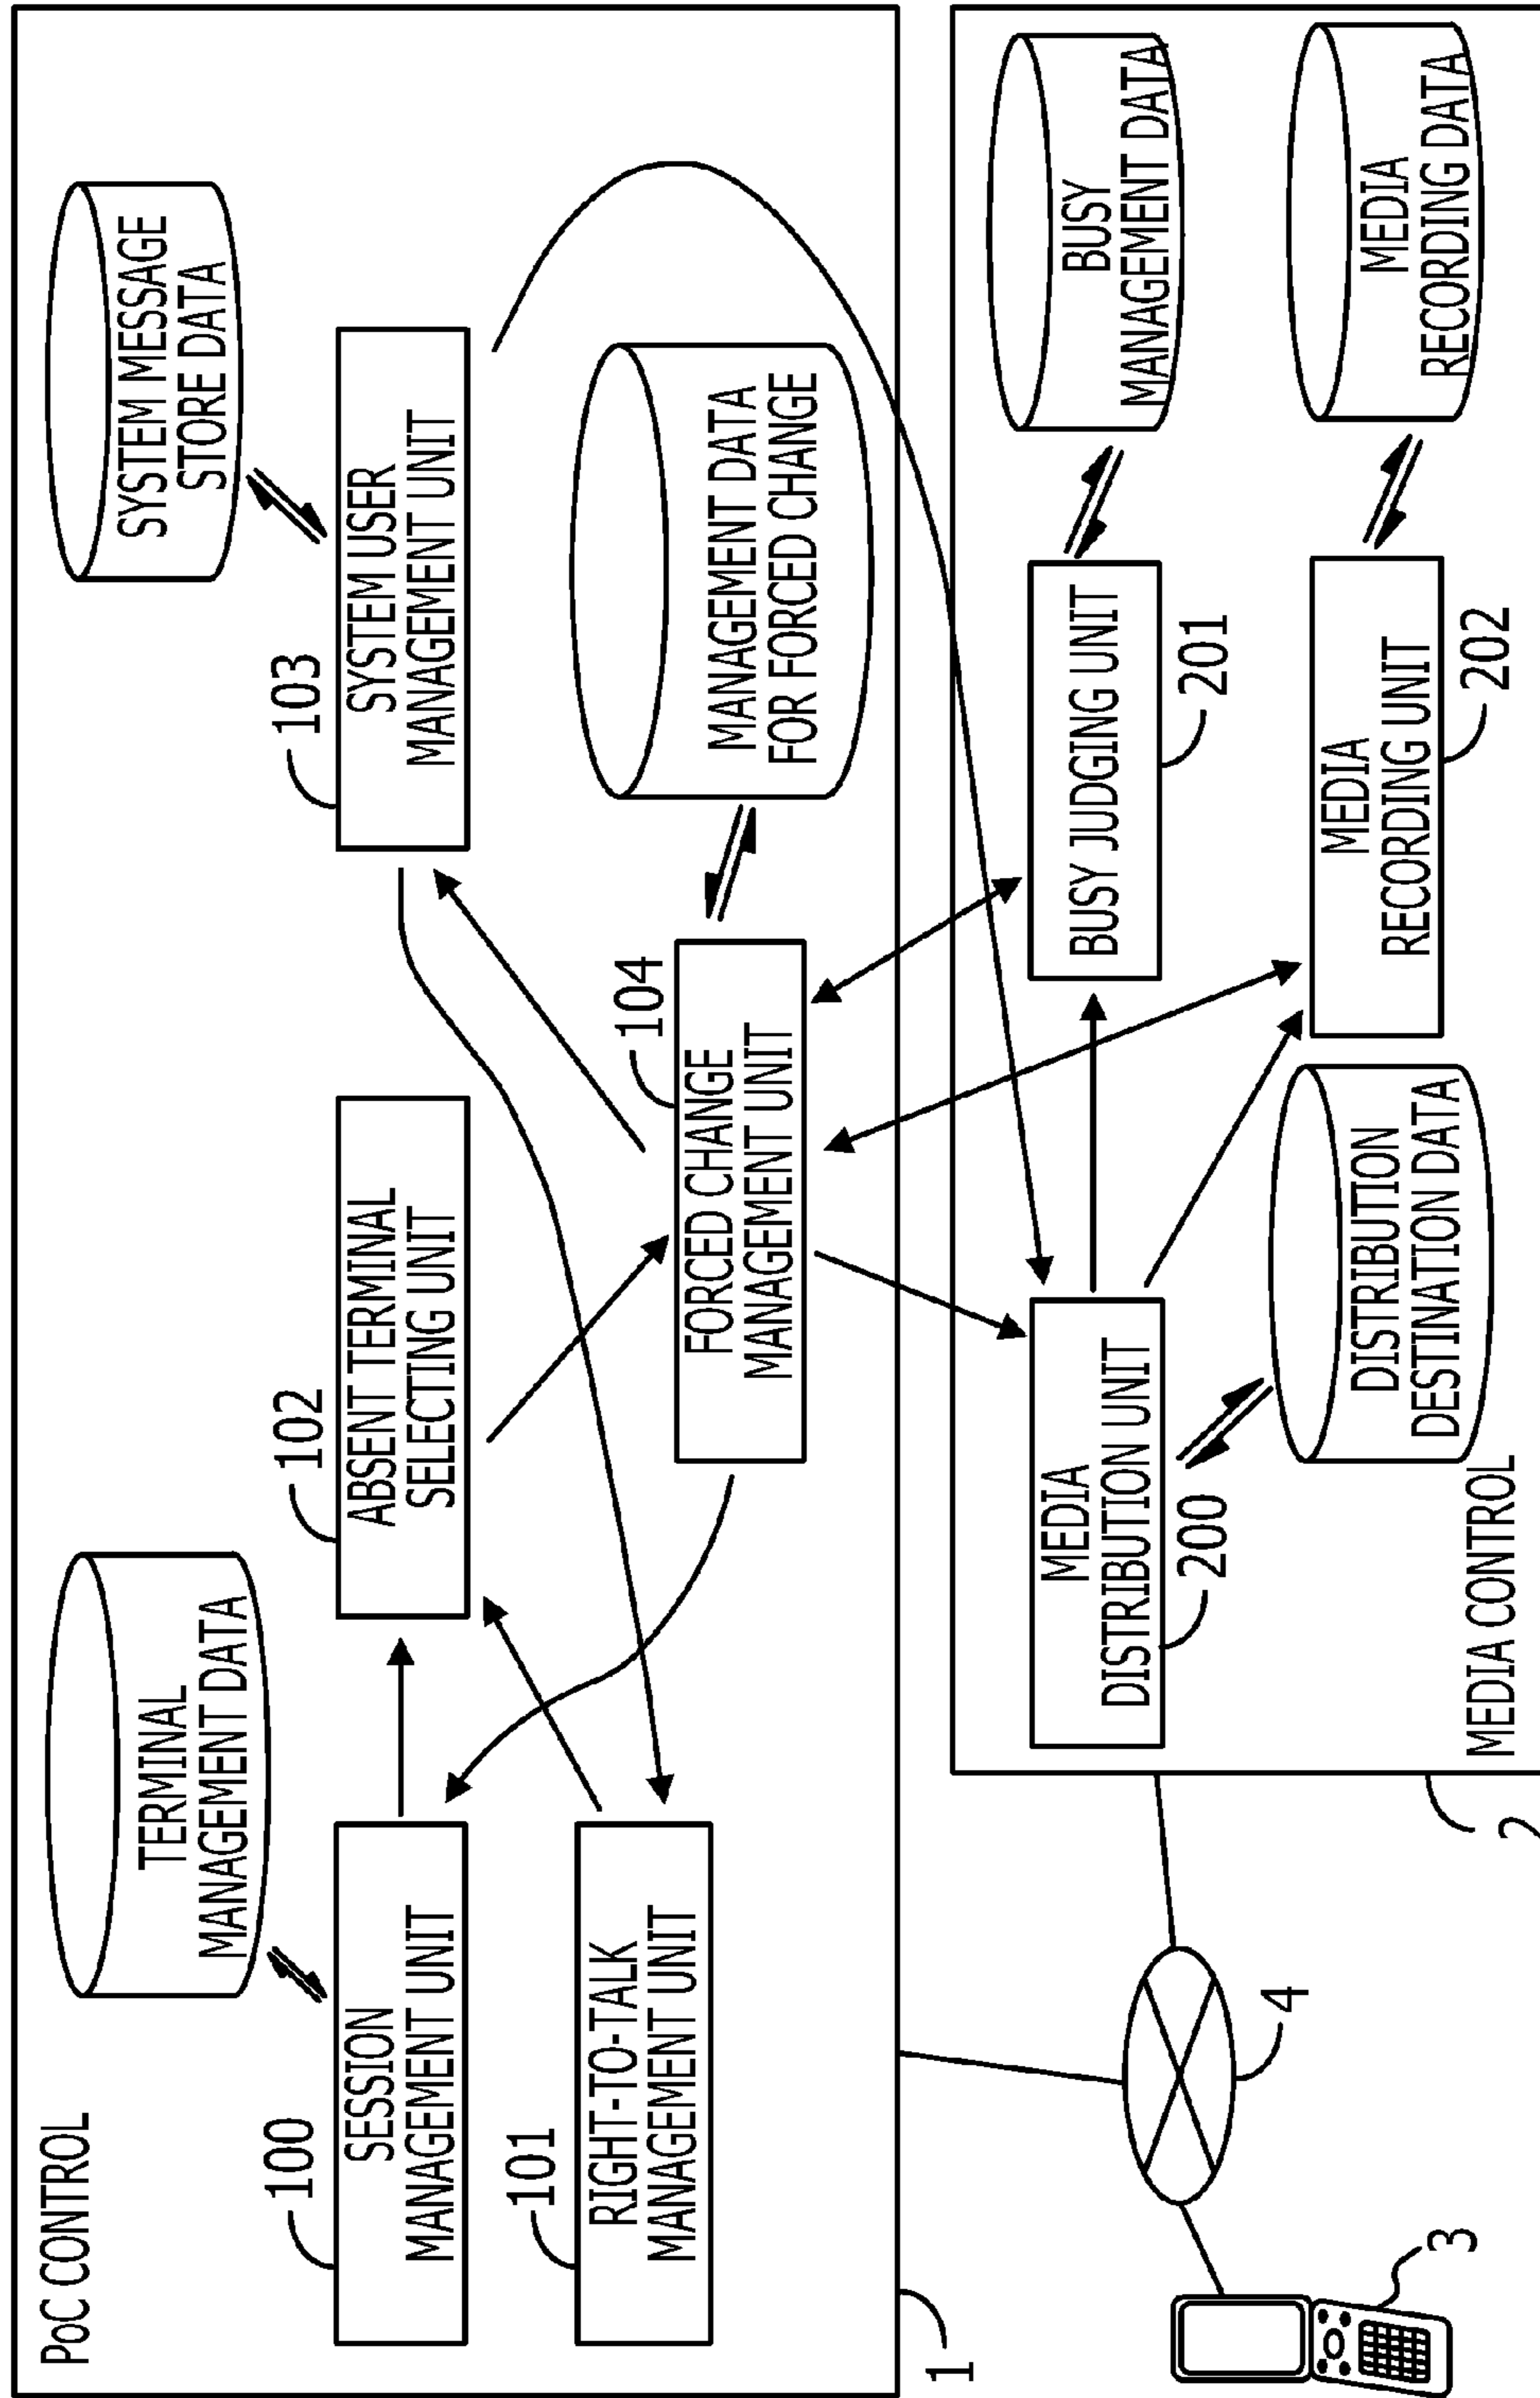 PoC CONTROL
TERMINAL
MANAGEMENT DATA
SYSTEM MESSAGE
STORE DATA
100
SESSION
MANAGEMENT UNIT
102
ABSENT TERMINAL
SELECTING UNIT
103
SYSTEM USER
MANAGEMENT UNIT
101
RIGHT-TO-TALK
MANAGEMENT UNIT
104
FORCED CHANGE
MANAGEMENT UNIT
MANAGEMENT DATA
FOR FORCED CHANGE
1
MEDIA
DISTRIBUTION UNIT
200
BUSY JUDGING UNIT
201
BUSY
MANAGEMENT DATA
DISTRIBUTION
DESTINATION DATA
MEDIA
RECORDING UNIT
202
MEDIA
RECORDING DATA
MEDIA CONTROL
2
4
3